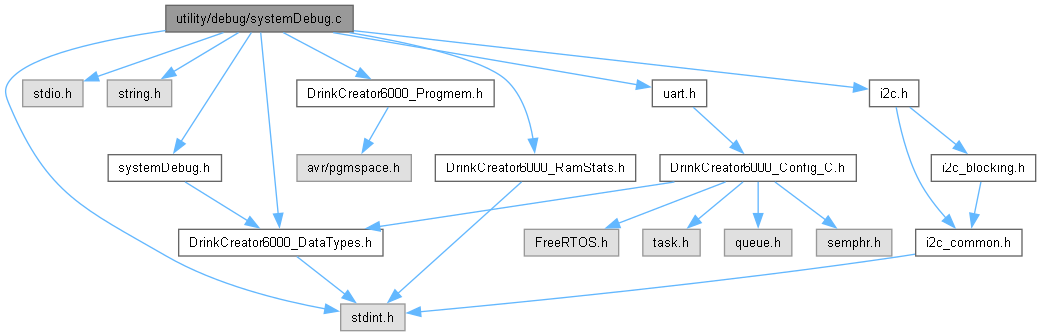 utility/debug/systemDebug.c
stdio.h
string.h
DrinkCreator6000_Progmem.h
uart.h
i2c.h
systemDebug.h
avr/pgmspace.h
DrinkCreator6000_RamStats.h
DrinkCreator6000_Config_C.h
i2c_blocking.h
DrinkCreator6000_DataTypes.h
FreeRTOS.h
task.h
queue.h
semphr.h
i2c_common.h
stdint.h